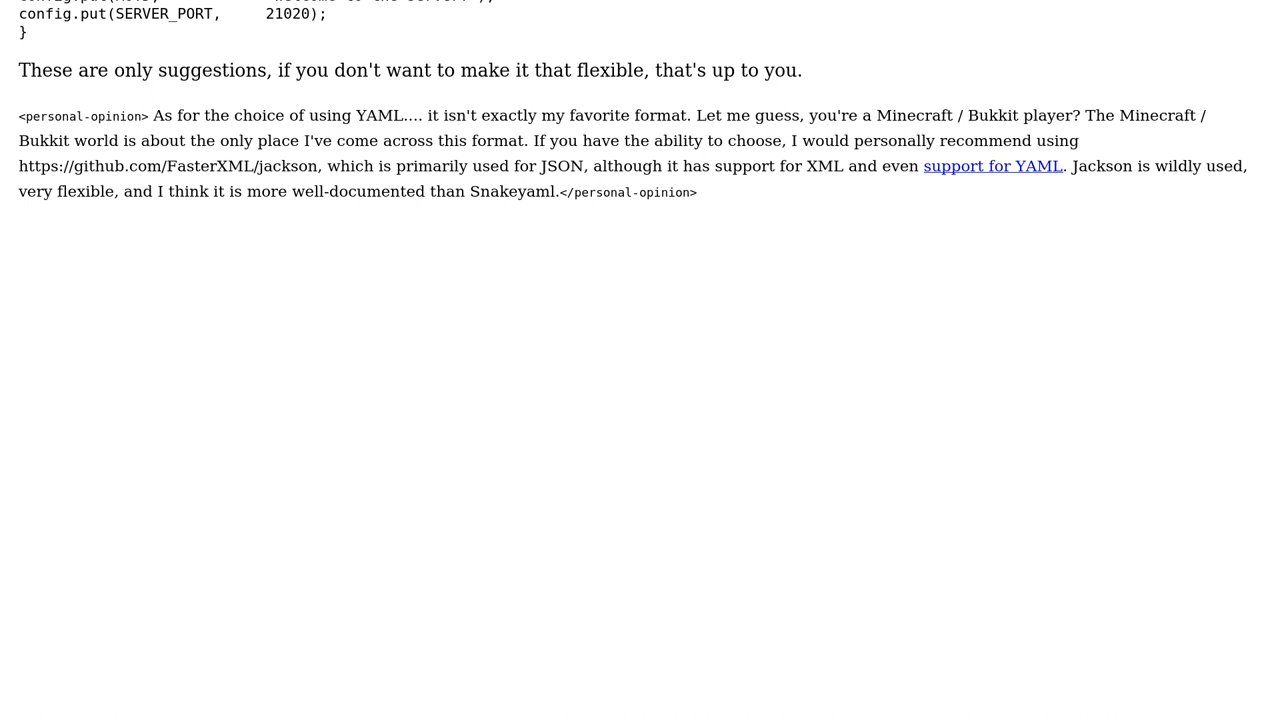 config.put(SERVER_PORT,     21020);
}
These are only suggestions, if you don't want to make it that flexible, that's up to you.
<personal-opinion> As for the choice of using YAML.... it isn't exactly my favorite format. Let me guess, you're a Minecraft / Bukkit player? The Minecraft /
Bukkit world is about the only place I've come across this format. If you have the ability to choose, I would personally recommend using
https://github.com/FasterXML/jackson, which is primarily used for JSON, although it has support for XML and even support for YAML. Jackson is wildly used,
very flexible, and I think it is more well-documented than Snakeyaml.</personal-opinion>